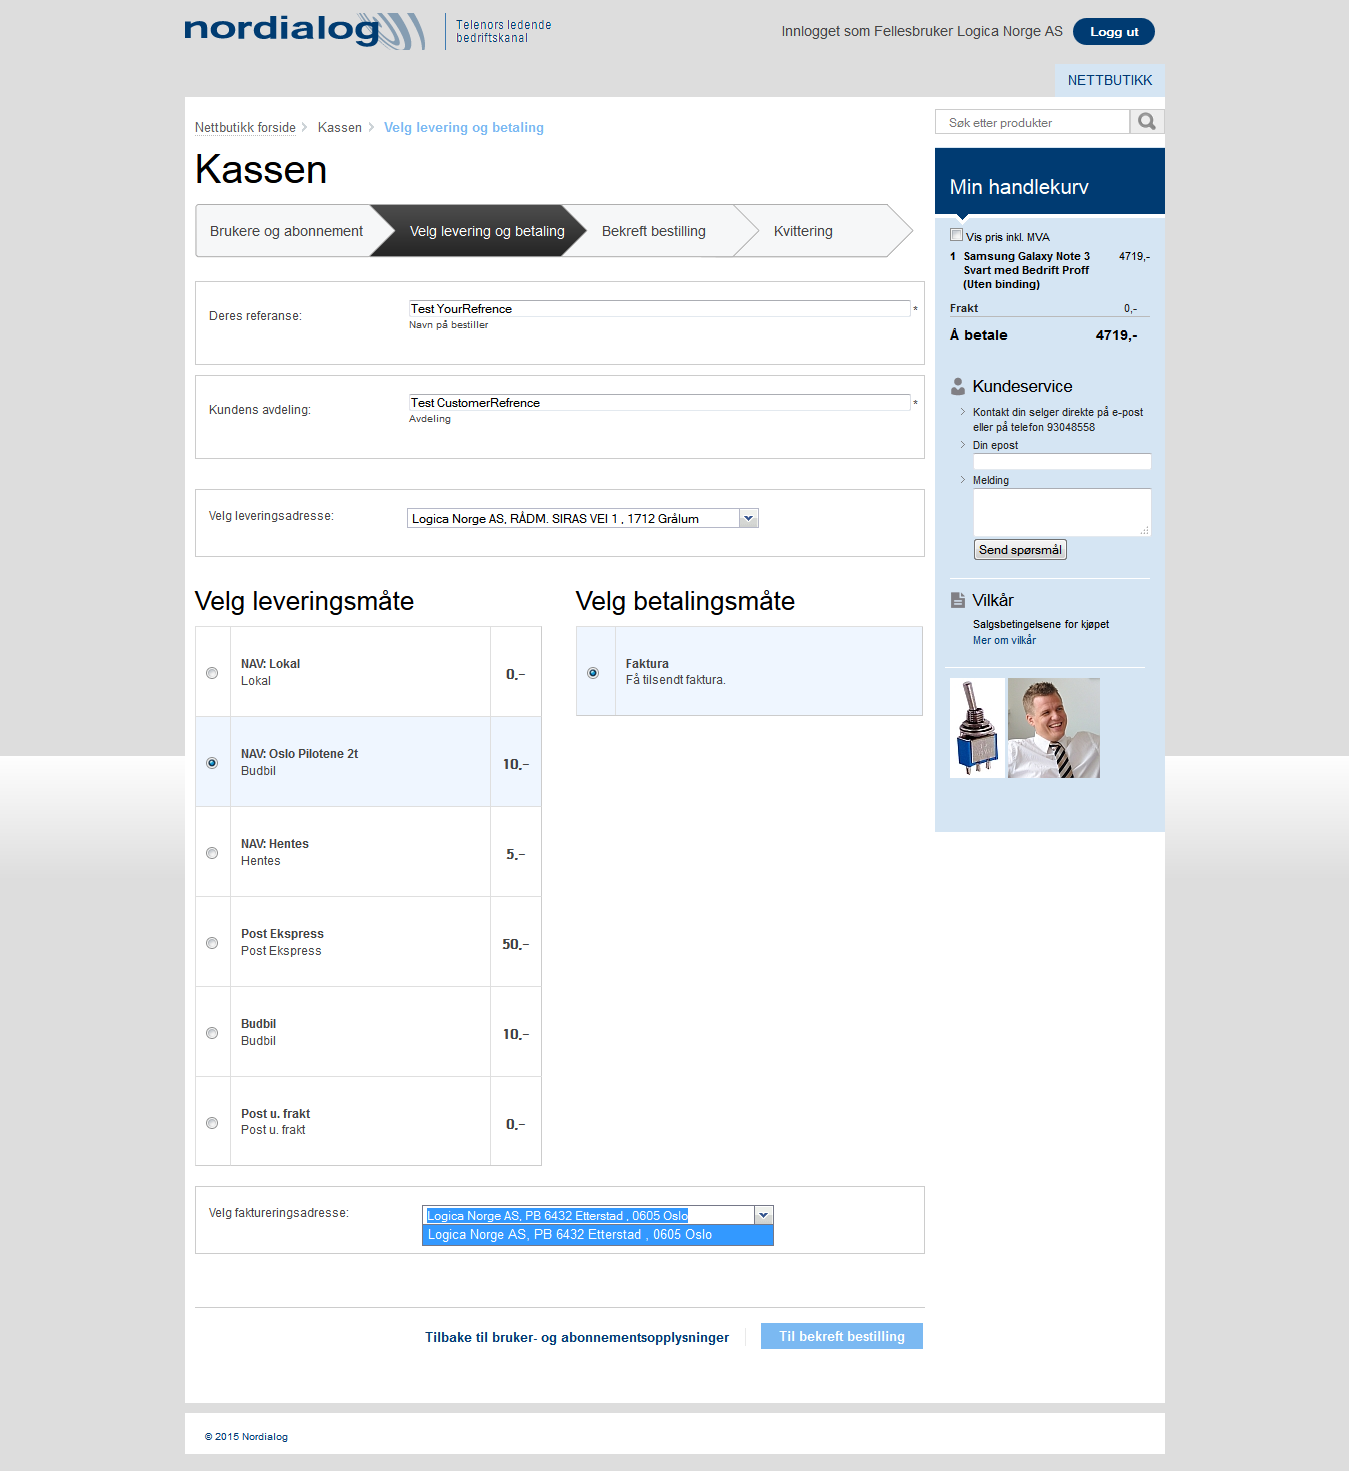 nordialog
Telenors ledende
bedriftskanal
Innlogget som Fellesbruker Logica Norge AS
Logg ut
NETTBUTIKK
Nettbutikk forside
Kassen
Velg levering og betaling
Kassen
Brukere og abonnement
Velg levering og betaling
Bekreft bestilling
Kvittering
Deres referanse:
Test YourRefrence
*
Navn på bestiller
Kundens avdeling:
Test CustomerRefrence
*
Avdeling
Velg leveringsadresse:
Logica Norge AS, RÅDM. SIRAS VEI 1 , 1712 Grålum
Velg leveringsmåte
NAV: Lokal
Lokal
0,-
NAV: Oslo Pilotene 2t
Budbil
10,-
NAV: Hentes
Hentes
5,-
Post Ekspress
Post Ekspress
50,-
Budbil
Budbil
10,-
Post u. frakt
Post u. frakt
0,-
Velg betalingsmåte
Faktura
Få tilsendt faktura.
Velg faktureringsadresse:
Logica Norge AS, PB 6432 Etterstad , 0605 Oslo
Logica Norge AS, PB 6432 Etterstad , 0605 Oslo
Tilbake til bruker- og abonnementsopplysninger
Til bekreft bestilling
Søk etter produkter
Min handlekurv
Vis pris inkl. MVA
1 Samsung Galaxy Note 3 4719,-
Svart med Bedrift Proff
(Uten binding)
Frakt 0,-
Å betale 4719,-
Kundeservice
Kontakt din selger direkte på e-post
eller på telefon 93048558
Din epost
Melding
Send spørsmål
Vilkår
Salgsbetingelsene for kjøpet
Mer om vilkår
© 2015 Nordialog